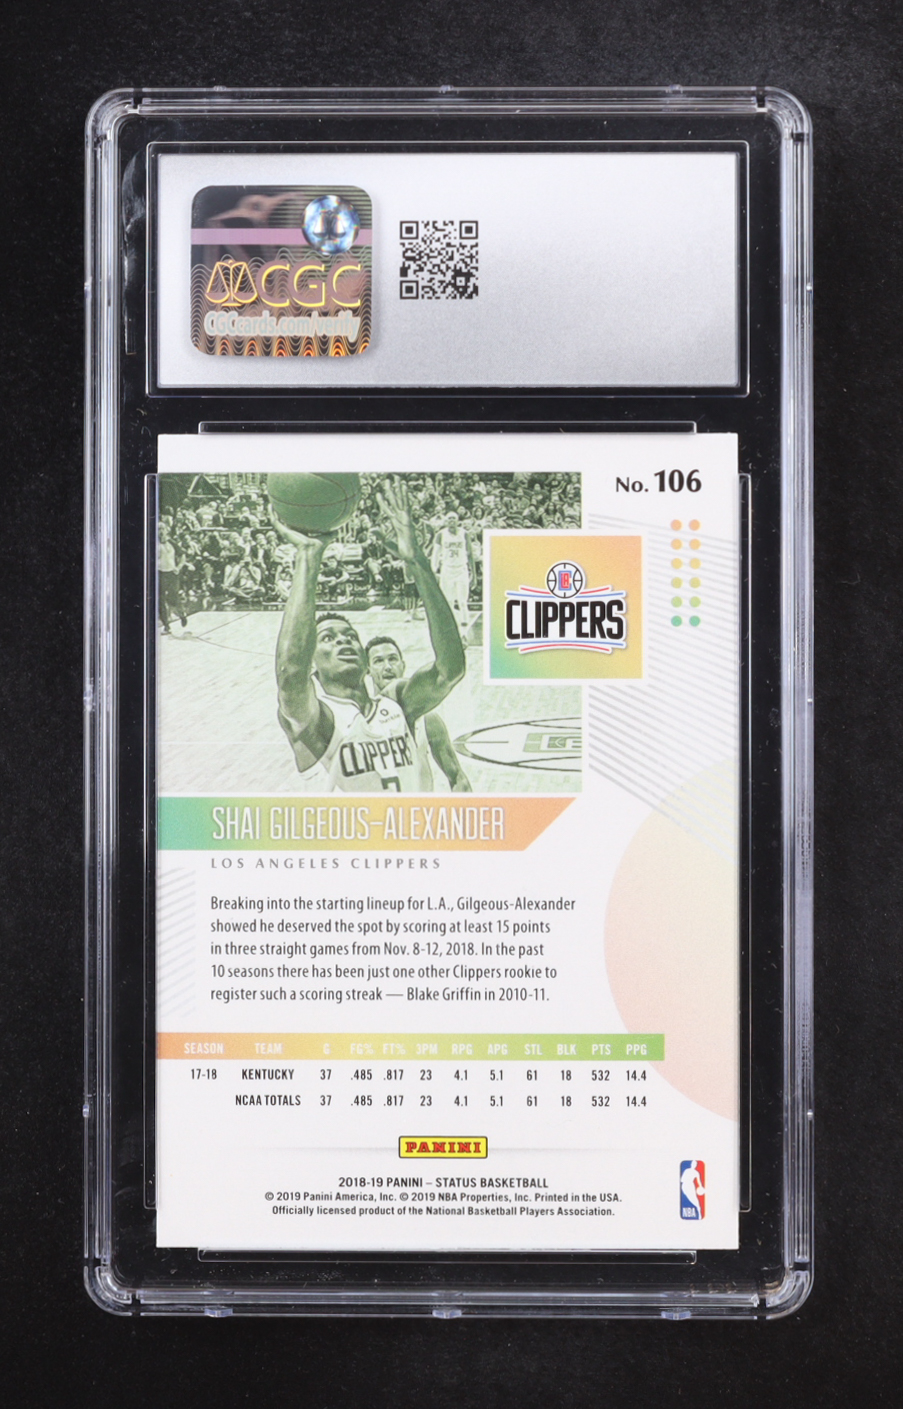 CGC
CGCcards.com/verify
No. 106
34
LA
CLIPPERS
CLIPPERS
2
SHAI GILGEOUS-ALEXANDER
LOS ANGELES CLIPPERS
Breaking into the starting lineup for L.A., Gilgeous-Alexander
showed he deserved the spot by scoring at least 15 points
in three straight games from Nov. 8-12, 2018. In the past
10 seasons there has been just one other Clippers rookie to
register such a scoring streak — Blake Griffin in 2010-11.
SEASON TEAM G FG% FT% 3PM RPG APG STL BLK PTS PPG
17-18 KENTUCKY 37 .485 .817 23 4.1 5.1 61 18 532 14.4
NCAA TOTALS 37 .485 .817 23 4.1 5.1 61 18 532 14.4
PANINI
2018-19 PANINI – STATUS BASKETBALL
© 2019 Panini America, Inc. © 2019 NBA Properties, Inc. Printed in the USA.
Officially licensed product of the National Basketball Players Association.
NBA